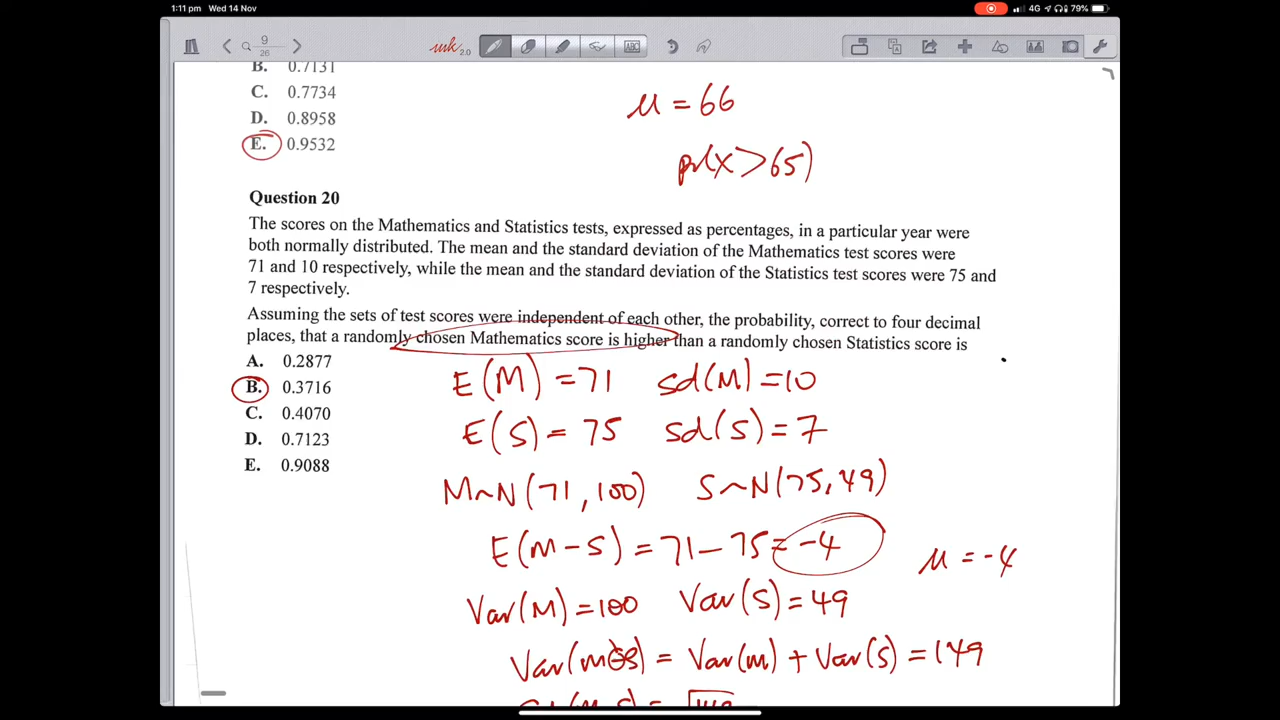 1:11 pm Wed 14 Nov
4G 79%
9
26
mk 2.0
ABC
B. 0.7131
C. 0.7734
D. 0.8958
E. 0.9532
μ = 66
pr(X > 65)
Question 20
The scores on the Mathematics and Statistics tests, expressed as percentages, in a particular year were
both normally distributed. The mean and the standard deviation of the Mathematics test scores were
71 and 10 respectively, while the mean and the standard deviation of the Statistics test scores were 75 and
7 respectively.
Assuming the sets of test scores were independent of each other, the probability, correct to four decimal
places, that a randomly chosen Mathematics score is higher than a randomly chosen Statistics score is
A. 0.2877
B. 0.3716
C. 0.4070
D. 0.7123
E. 0.9088
E(M) = 71 sd(M) = 10
E(S) = 75 sd(S) = 7
M~N(71, 100) S~N(75, 49)
E(M-S) = 71 - 75 = -4
μ = -4
Var(M) = 100 Var(S) = 49
Var(M-S) = Var(M) + Var(S) = 149